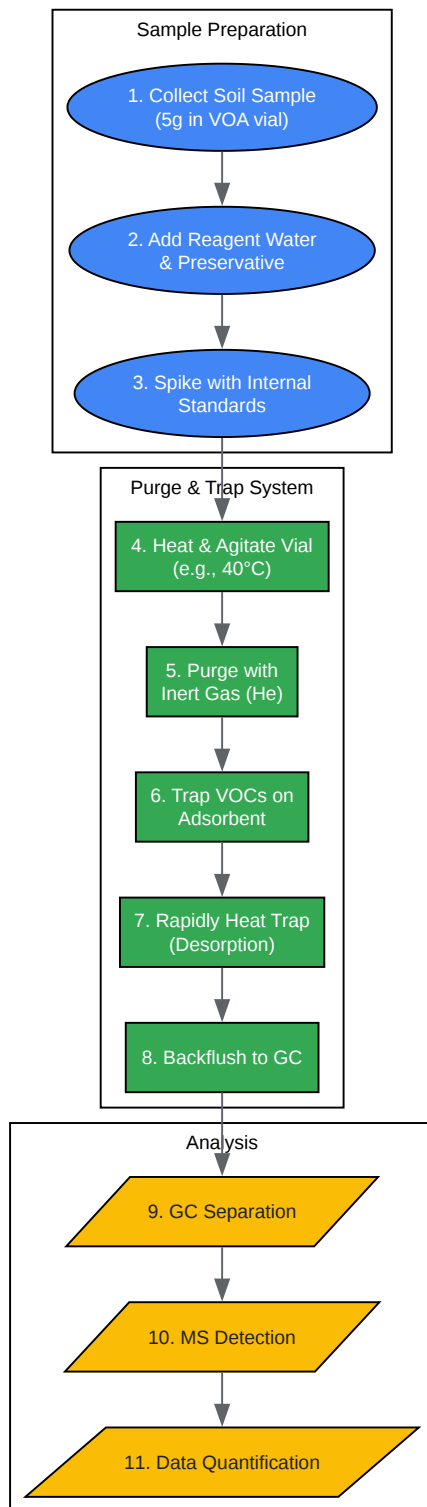 Sample Preparation
1. Collect Soil Sample
(5g in VOA vial)
2. Add Reagent Water
& Preservative
3. Spike with Internal
Standards
Purge & Trap System
4. Heat & Agitate Vial
(e.g., 40°C)
5. Purge with
Inert Gas (He)
6. Trap VOCs on
Adsorbent
7. Rapidly Heat Trap
(Desorption)
8. Backflush to GC
Analysis
9. GC Separation
10. MS Detection
11. Data Quantification